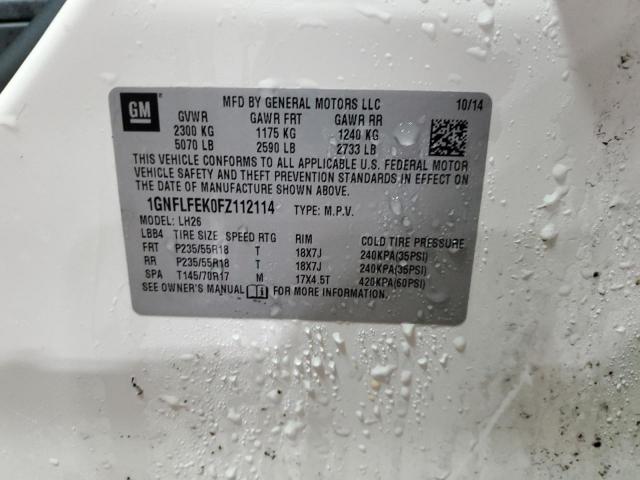 GM
MFD BY GENERAL MOTORS LLC 10/14
GVWR GAWR FRT GAWR RR
2300 KG 1175 KG 1240 KG
5070 LB 2590 LB 2733 LB
THIS VEHICLE CONFORMS TO ALL APPLICABLE U.S. FEDERAL MOTOR
VEHICLE SAFETY AND THEFT PREVENTION STANDARDS IN EFFECT ON
THE DATE OF MANUFACTURE SHOWN ABOVE.
1GNFLFEK0FZ112114 TYPE: M.P.V.
MODEL: LH26
LBB4 TIRE SIZE SPEED RTG RIM COLD TIRE PRESSURE
FRT P235/55R18 T 18X7J 240KPA(35PSI)
RR P235/55R18 T 18X7J 240KPA(35PSI)
SPA T145/70R17 M 17X4.5T 420KPA(60PSI)
SEE OWNER'S MANUAL FOR MORE INFORMATION.